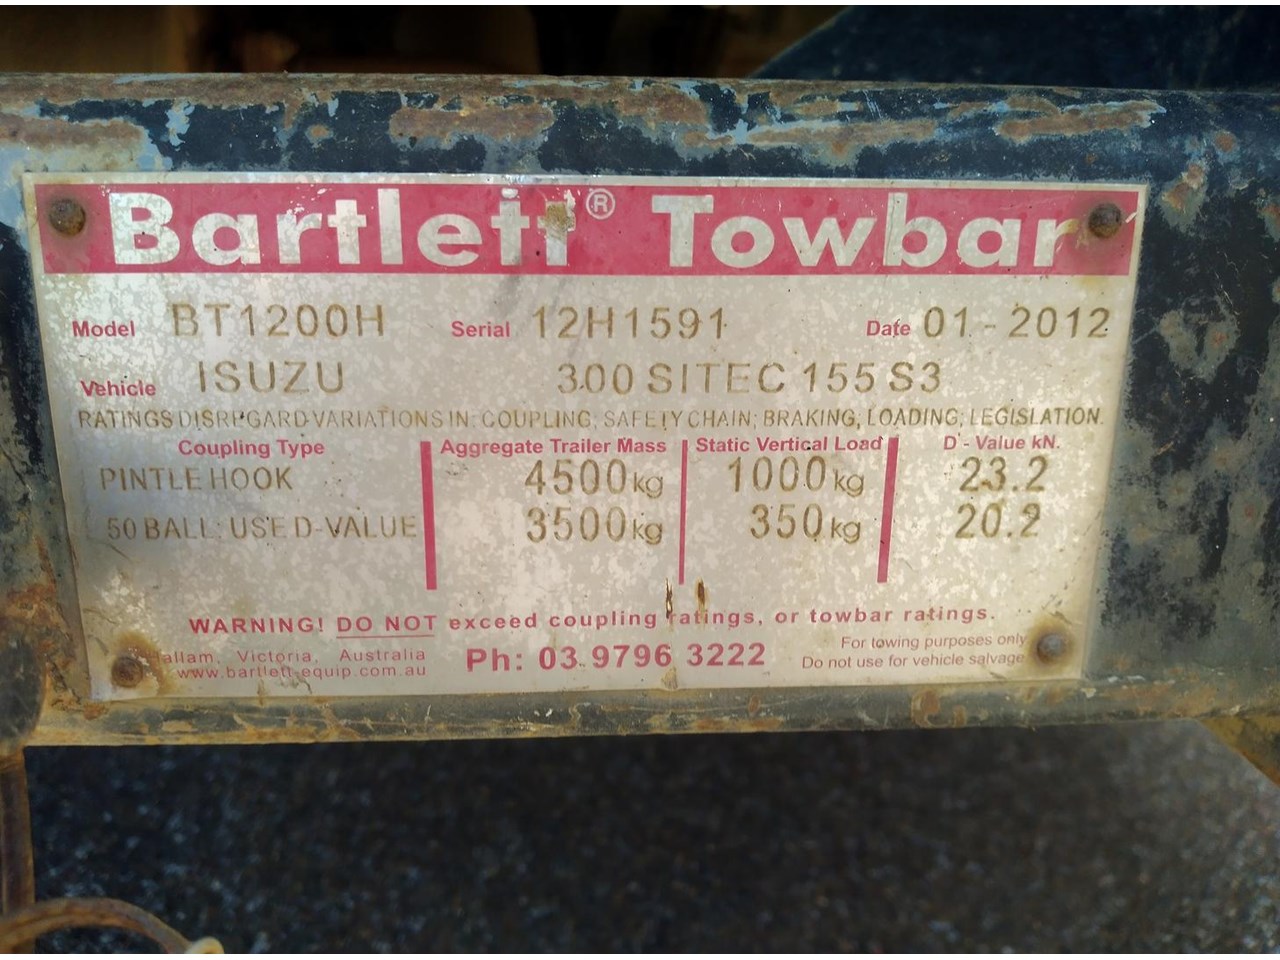 Bartlett® Towbar
Model BT1200H Serial 12H1591 Date 01-2012
Vehicle ISUZU 300 SITEC 155 S3
RATINGS DISREGARD VARIATIONS IN: COUPLING; SAFETY CHAIN; BRAKING; LOADING; LEGISLATION.
Coupling Type Aggregate Trailer Mass Static Vertical Load D - Value kN.
PINTLE HOOK 4500kg 1000kg 23.2
50 BALL: USE D-VALUE 3500kg 350kg 20.2
WARNING! DO NOT exceed coupling ratings, or towbar ratings.
Hallam, Victoria, Australia
www.bartlett-equip.com.au
Ph: 03 9796 3222
For towing purposes only
Do not use for vehicle salvage